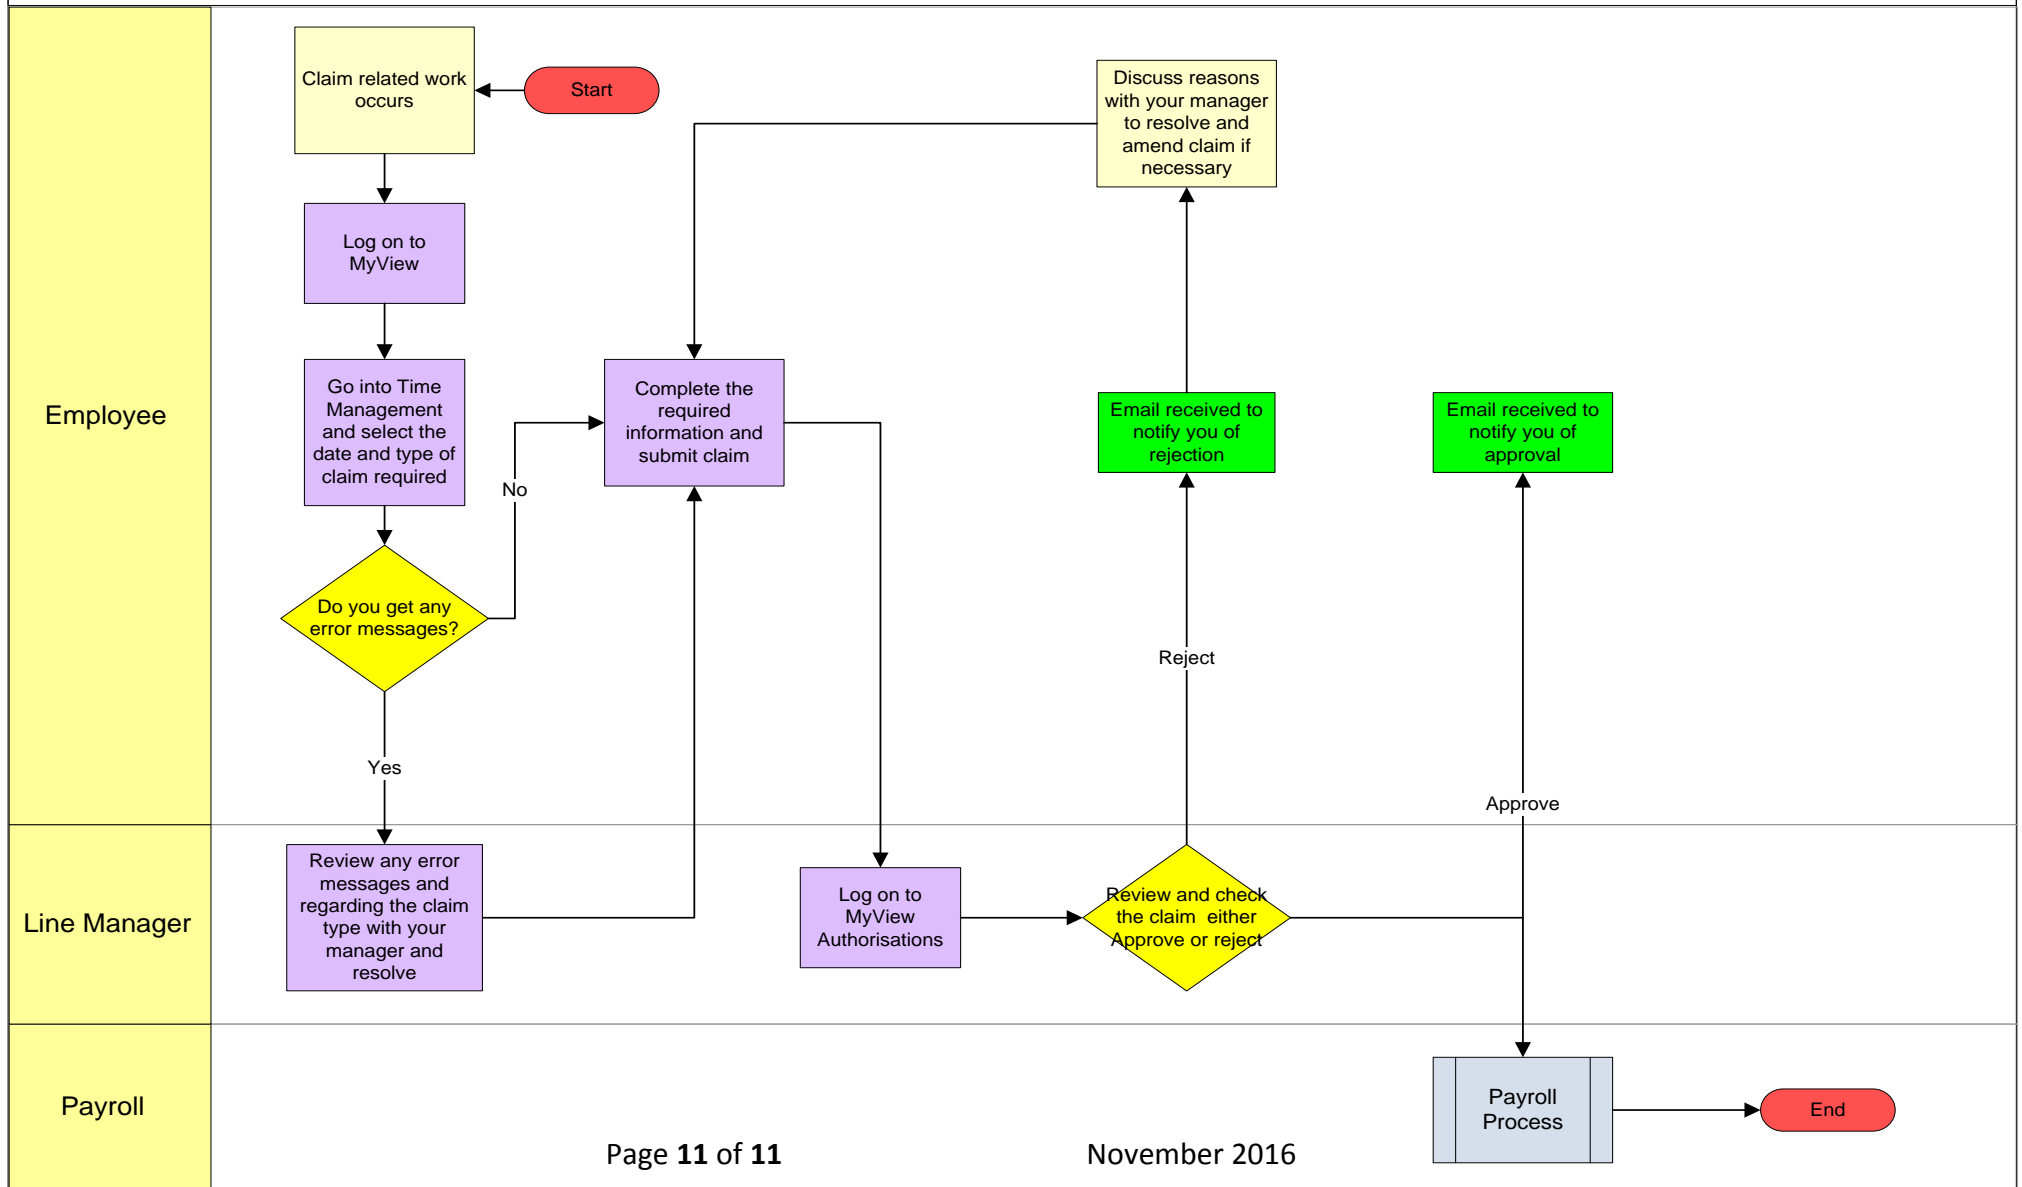 Employee
Claim related work
occurs
Start
Discuss reasons
with your manager
to resolve and
amend claim if
necessary
Log on to
MyView
Go into Time
Management
and select the
date and type of
claim required
Complete the
required
information and
submit claim
Email received to
notify you of
rejection
Email received to
notify you of
approval
No
Do you get any
error messages?
Reject
Yes
Approve
Line Manager
Review any error
messages and
regarding the claim
type with your
manager and
resolve
Log on to
MyView
Authorisations
Review and check
the claim  either
Approve or reject
Payroll
Payroll
Process
End
Page 11 of 11
November 2016